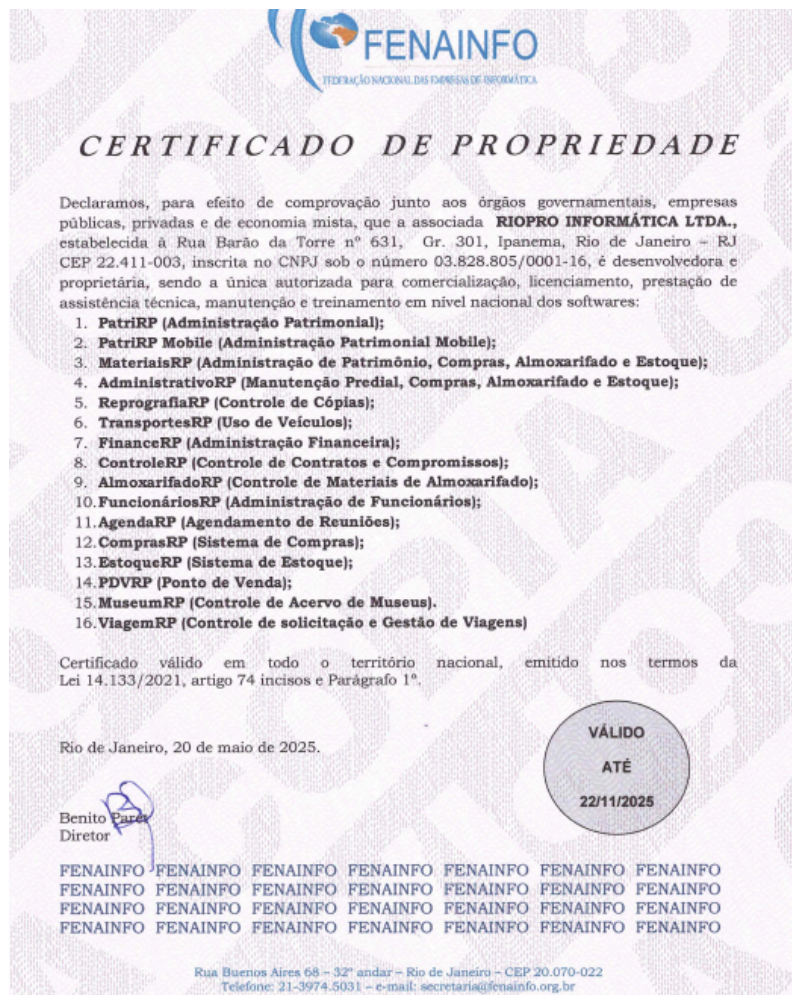 FENAINFO
FEDERAÇÃO NACIONAL DAS EMPRESAS DE INFORMÁTICA
CERTIFICADO DE PROPRIEDADE
Declaramos, para efeito de comprovação junto aos órgãos governamentais, empresas
públicas, privadas e de economia mista, que a associada RIOPRO INFORMÁTICA LTDA.,
estabelecida à Rua Barão da Torre nº 631, Gr. 301, Ipanema, Rio de Janeiro – RJ
CEP 22.411-003, inscrita no CNPJ sob o número 03.828.805/0001-16, é desenvolvedora e
proprietária, sendo a única autorizada para comercialização, licenciamento, prestação de
assistência técnica, manutenção e treinamento em nível nacional dos softwares:
1. PatriRP (Administração Patrimonial);
2. PatriRP Mobile (Administração Patrimonial Mobile);
3. MateriaisRP (Administração de Patrimônio, Compras, Almoxarifado e Estoque);
4. AdministrativoRP (Manutenção Predial, Compras, Almoxarifado e Estoque);
5. ReprografiaRP (Controle de Cópias);
6. TransportesRP (Uso de Veículos);
7. FinanceRP (Administração Financeira);
8. ControleRP (Controle de Contratos e Compromissos);
9. AlmoxarifadoRP (Controle de Materiais de Almoxarifado);
10. FuncionáriosRP (Administração de Funcionários);
11. AgendaRP (Agendamento de Reuniões);
12. ComprasRP (Sistema de Compras);
13. EstoqueRP (Sistema de Estoque);
14. PDVRP (Ponto de Venda);
15. MuseumRP (Controle de Acervo de Museus).
16. ViagemRP (Controle de solicitação e Gestão de Viagens)
Certificado válido em todo o território nacional, emitido nos termos da
Lei 14.133/2021, artigo 74 incisos e Parágrafo 1º.
Rio de Janeiro, 20 de maio de 2025.
VÁLIDO
ATÉ
22/11/2025
Benito Paret
Diretor
FENAINFO FENAINFO FENAINFO FENAINFO FENAINFO FENAINFO FENAINFO
FENAINFO FENAINFO FENAINFO FENAINFO FENAINFO FENAINFO FENAINFO
FENAINFO FENAINFO FENAINFO FENAINFO FENAINFO FENAINFO FENAINFO
FENAINFO FENAINFO FENAINFO FENAINFO FENAINFO FENAINFO FENAINFO
Rua Buenos Aires 68 – 32º andar – Rio de Janeiro – CEP 20.070-022
Telefone: 21-3974.5031 – e-mail: secretaria@fenainfo.org.br